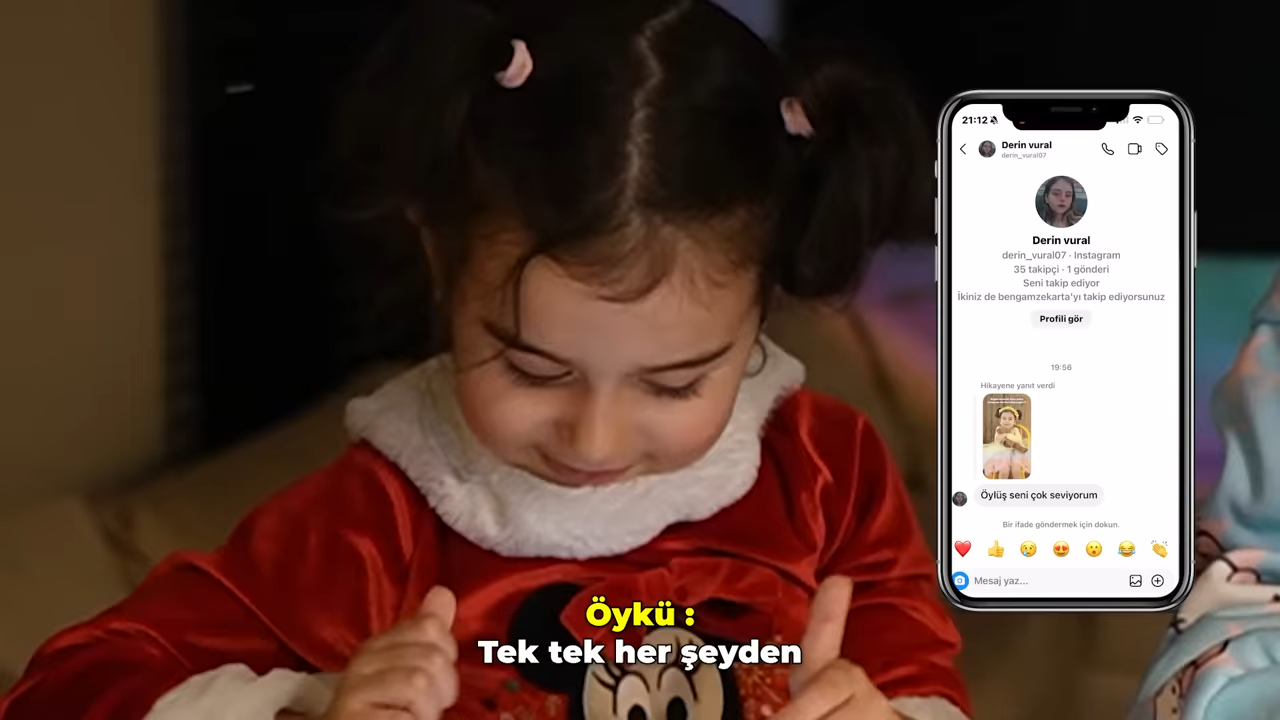 21:12
Derin vural
derin_vural07
Derin vural
derin_vural07 · Instagram
35 takipçi · 1 gönderi
Seni takip ediyor
İkiniz de bengamzekarta'yı takip ediyorsunuz
Profili gör
19:56
Hikayene yanıt verdi
Öylüş seni çok seviyorum
Bir ifade göndermek için dokun.
Mesaj yaz...
Öykü :
Tek tek her şeyden